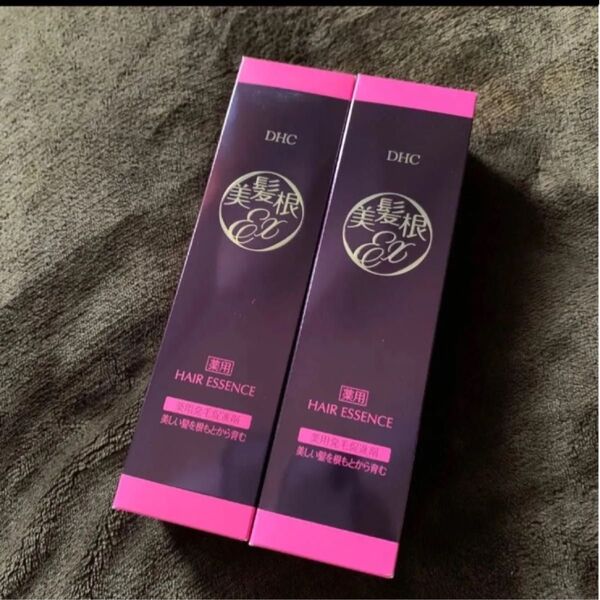 DHC
美髪根
EX
薬用
HAIR ESSENCE
薬用発毛促進剤
美しい髪を根もとから育む
DHC
美髪根
EX
薬用
HAIR ESSENCE
薬用発毛促進剤
美しい髪を根もとから育む